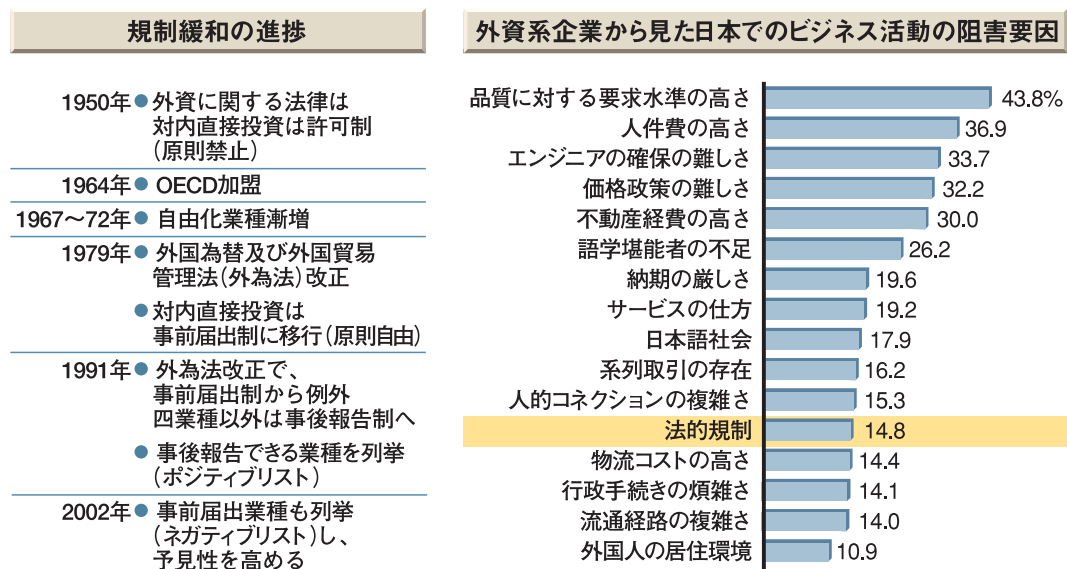 規制緩和の進捗
1950年●外資に関する法律は
対内直接投資は許可制
（原則禁止）
1964年●OECD加盟
1967～72年●自由化業種漸増
1979年●外国為替及び外国貿易
管理法（外為法）改正
●対内直接投資は
事前届出制に移行（原則自由）
1991年●外為法改正で、
事前届出制から例外
四業種以外は事後報告制へ
●事後報告できる業種を列挙
（ポジティブリスト）
2002年●事前届出業種も列挙
（ネガティブリスト）し、
予見性を高める
外資系企業から見た日本でのビジネス活動の阻害要因
品質に対する要求水準の高さ 43.8%
人件費の高さ 36.9
エンジニアの確保の難しさ 33.7
価格政策の難しさ 32.2
不動産経費の高さ 30.0
語学堪能者の不足 26.2
納期の厳しさ 19.6
サービスの仕方 19.2
日本語社会 17.9
系列取引の存在 16.2
人的コネクションの複雑さ 15.3
法的規制 14.8
物流コストの高さ 14.4
行政手続きの煩雑さ 14.1
流通経路の複雑さ 14.0
外国人の居住環境 10.9